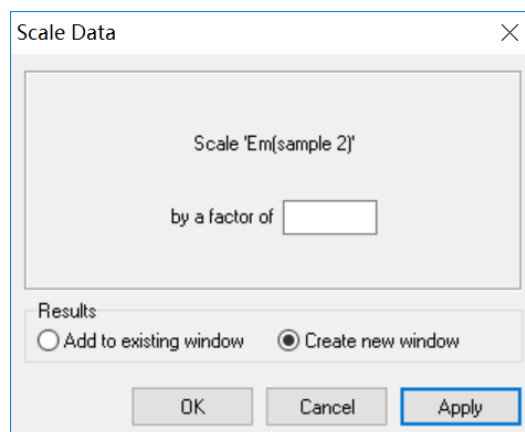 Scale Data
Scale 'Em(sample 2)'
by a factor of
Results
Add to existing window
Create new window
OK
Cancel
Apply